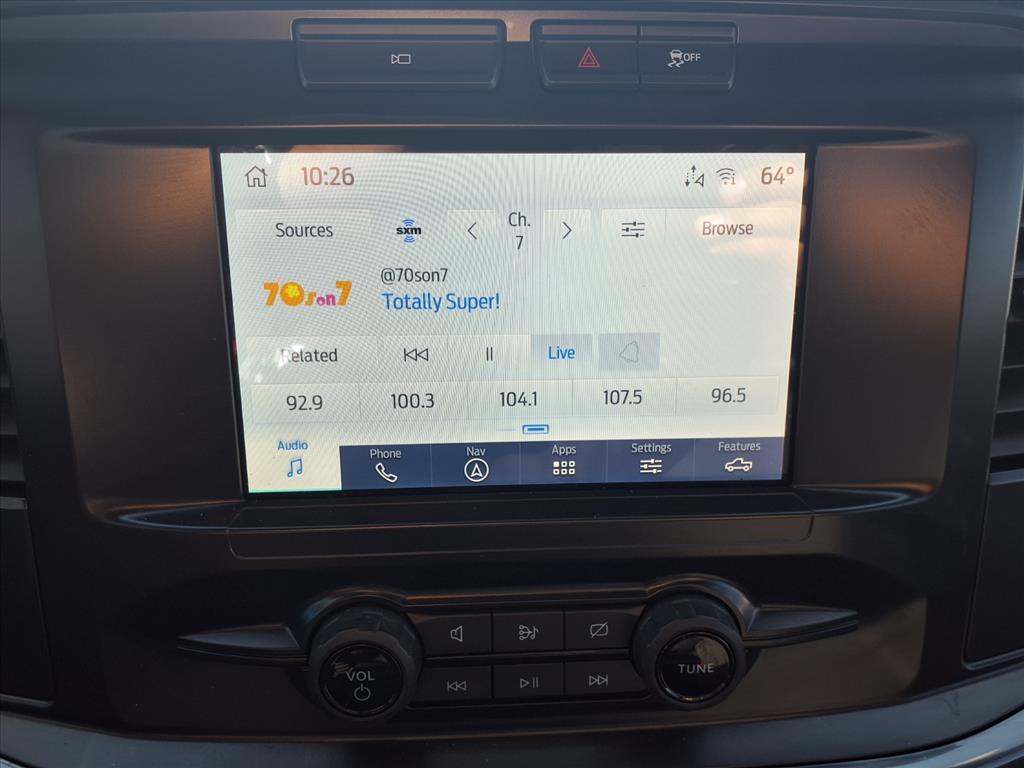 OFF
10:26
64°
Sources
sxm
Ch.
7
Browse
70son7
@70son7
Totally Super!
Related
Live
92.9
100.3
104.1
107.5
96.5
Audio
Phone
Nav
Apps
Settings
Features
VOL
TUNE